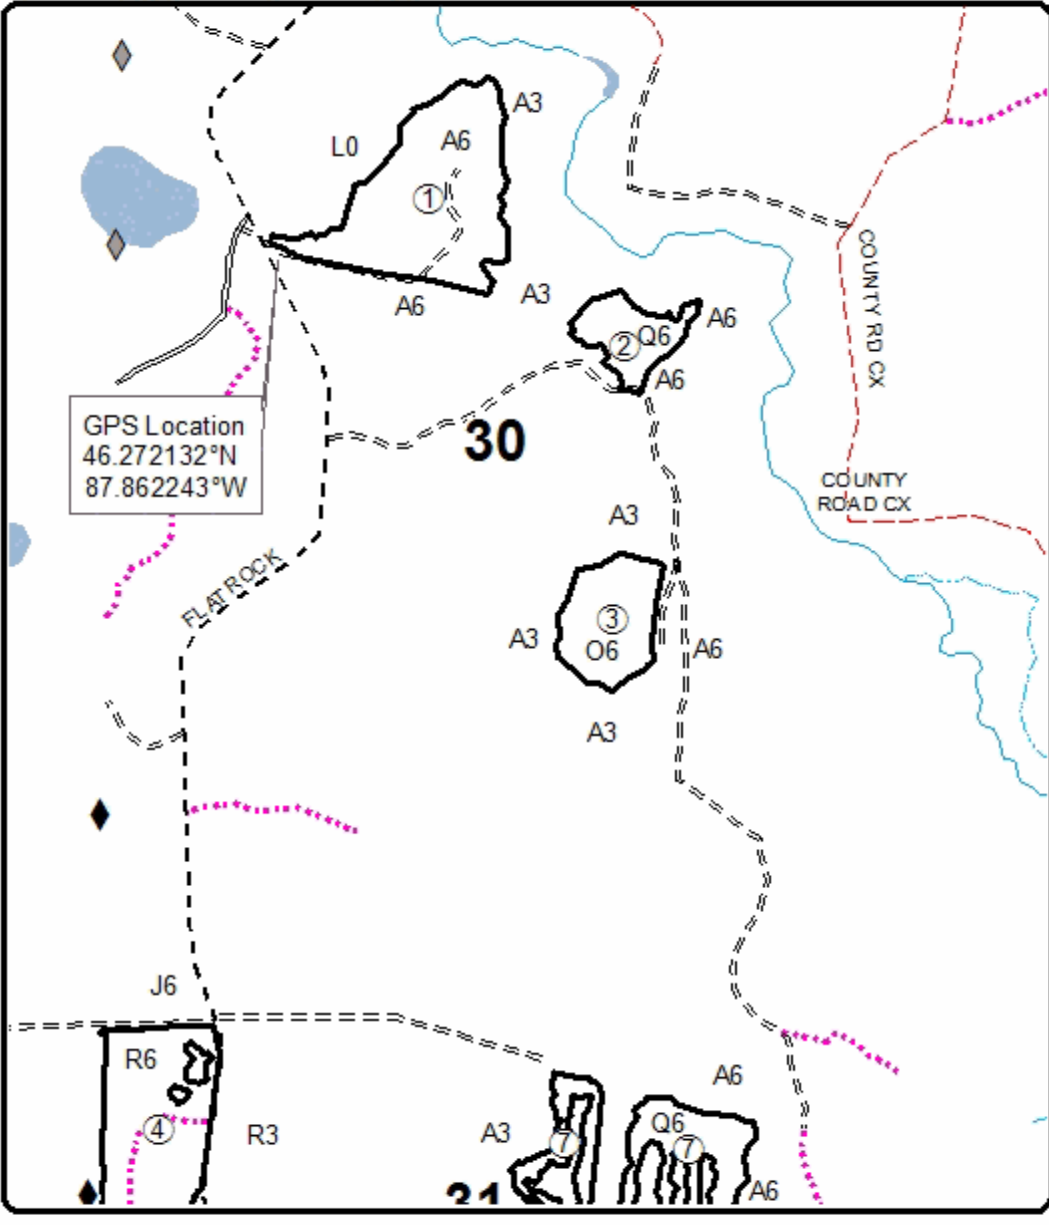 A3
L0
A6
1
A3
A6
Q6
2
A6
A6
COUNTY RD CX
GPS Location
46.272132°N
87.862243°W
30
COUNTY
ROAD CX
A3
FLAT ROCK
3
A3
O6
A6
A3
J6
R6
A6
4
R3
A3
7
Q6
7
A6
31